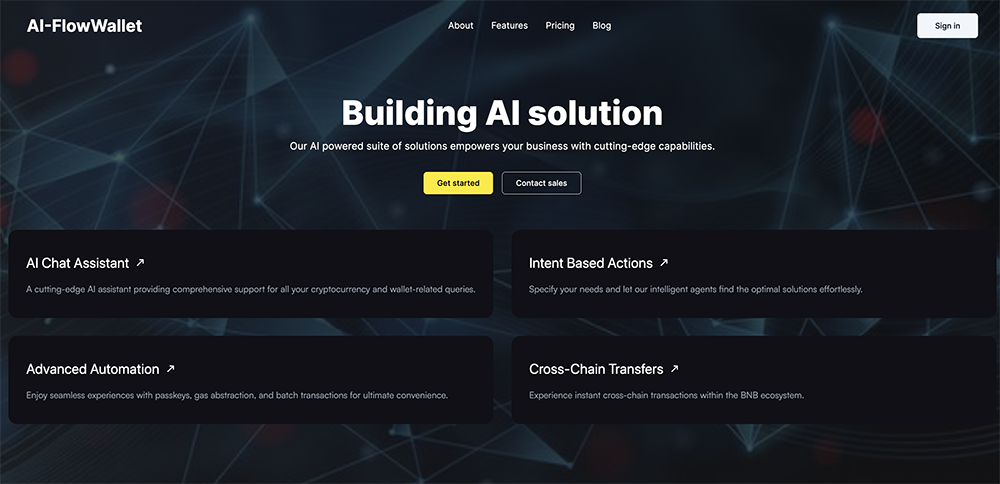 AI-FlowWallet
About Features Pricing Blog
Sign in
Building AI solution
Our AI powered suite of solutions empowers your business with cutting-edge capabilities.
Get started
Contact sales
AI Chat Assistant ↗
A cutting-edge AI assistant providing comprehensive support for all your cryptocurrency and wallet-related queries.
Intent Based Actions ↗
Specify your needs and let our intelligent agents find the optimal solutions effortlessly.
Advanced Automation ↗
Enjoy seamless experiences with passkeys, gas abstraction, and batch transactions for ultimate convenience.
Cross-Chain Transfers ↗
Experience instant cross-chain transactions within the BNB ecosystem.